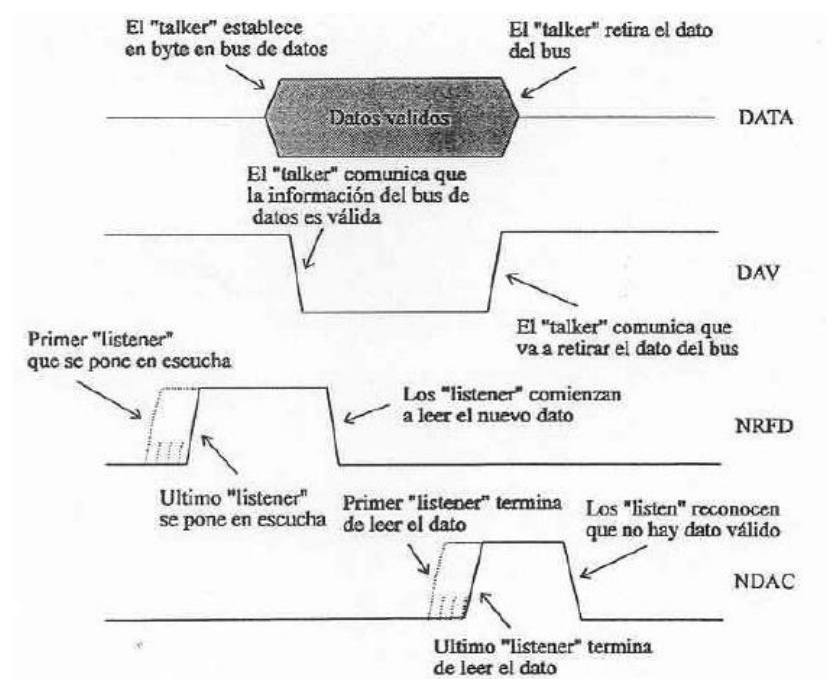 El "talker" establece
en byte en bus de datos
El "talker" retira el dato
del bus
Datos validos
DATA
El "talker" comunica que
la información del bus de
datos es válida
DAV
El "talker" comunica que
va a retirar el dato del bus
Primer "listener"
que se pone en escucha
Los "listener" comienzan
a leer el nuevo dato
NRFD
Ultimo "listener"
se pone en escucha
Primer "listener" termina
de leer el dato
Los "listen" reconocen
que no hay dato válido
NDAC
Ultimo "listener" termina
de leer el dato